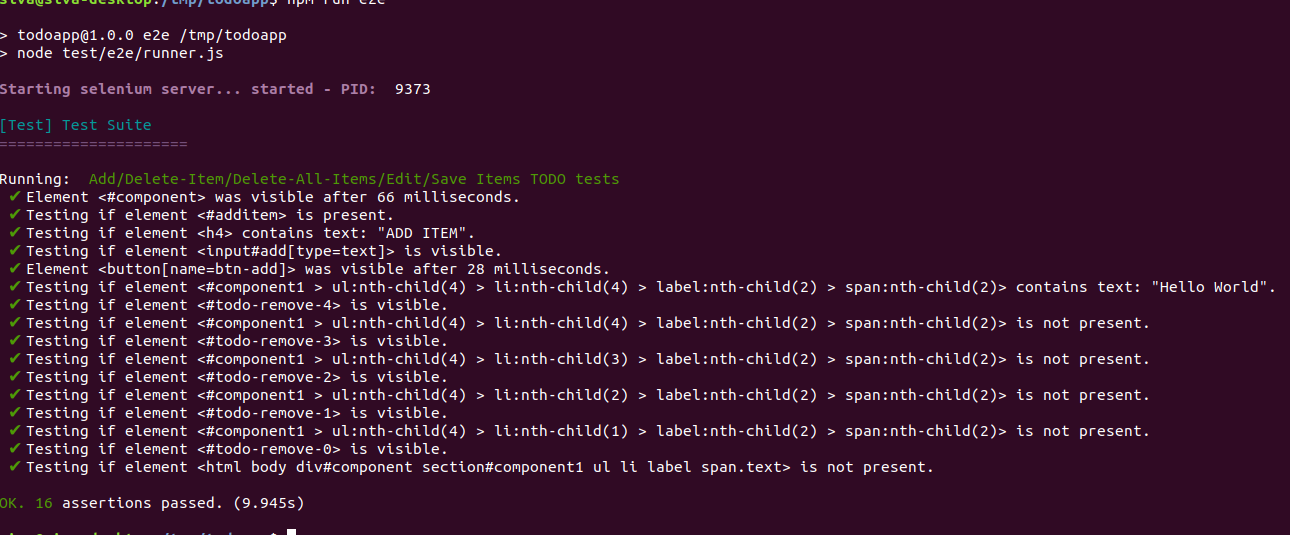 stva@stva-desktop:/tmp/todoapp$ npm run e2e
> todoapp@1.0.0 e2e /tmp/todoapp
> node test/e2e/runner.js
Starting selenium server... started - PID:  9373
[Test] Test Suite
=====================
Running:  Add/Delete-Item/Delete-All-Items/Edit/Save Items TODO tests
✔ Element <#component> was visible after 66 milliseconds.
✔ Testing if element <#additem> is present.
✔ Testing if element <h4> contains text: "ADD ITEM".
✔ Testing if element <input#add[type=text]> is visible.
✔ Element <button[name=btn-add]> was visible after 28 milliseconds.
✔ Testing if element <#component1 > ul:nth-child(4) > li:nth-child(4) > label:nth-child(2) > span:nth-child(2)> contains text: "Hello World".
✔ Testing if element <#todo-remove-4> is visible.
✔ Testing if element <#component1 > ul:nth-child(4) > li:nth-child(4) > label:nth-child(2) > span:nth-child(2)> is not present.
✔ Testing if element <#todo-remove-3> is visible.
✔ Testing if element <#component1 > ul:nth-child(4) > li:nth-child(3) > label:nth-child(2) > span:nth-child(2)> is not present.
✔ Testing if element <#todo-remove-2> is visible.
✔ Testing if element <#component1 > ul:nth-child(4) > li:nth-child(2) > label:nth-child(2) > span:nth-child(2)> is not present.
✔ Testing if element <#todo-remove-1> is visible.
✔ Testing if element <#component1 > ul:nth-child(4) > li:nth-child(1) > label:nth-child(2) > span:nth-child(2)> is not present.
✔ Testing if element <#todo-remove-0> is visible.
✔ Testing if element <html body div#component section#component1 ul li label span.text> is not present.
OK. 16 assertions passed. (9.945s)